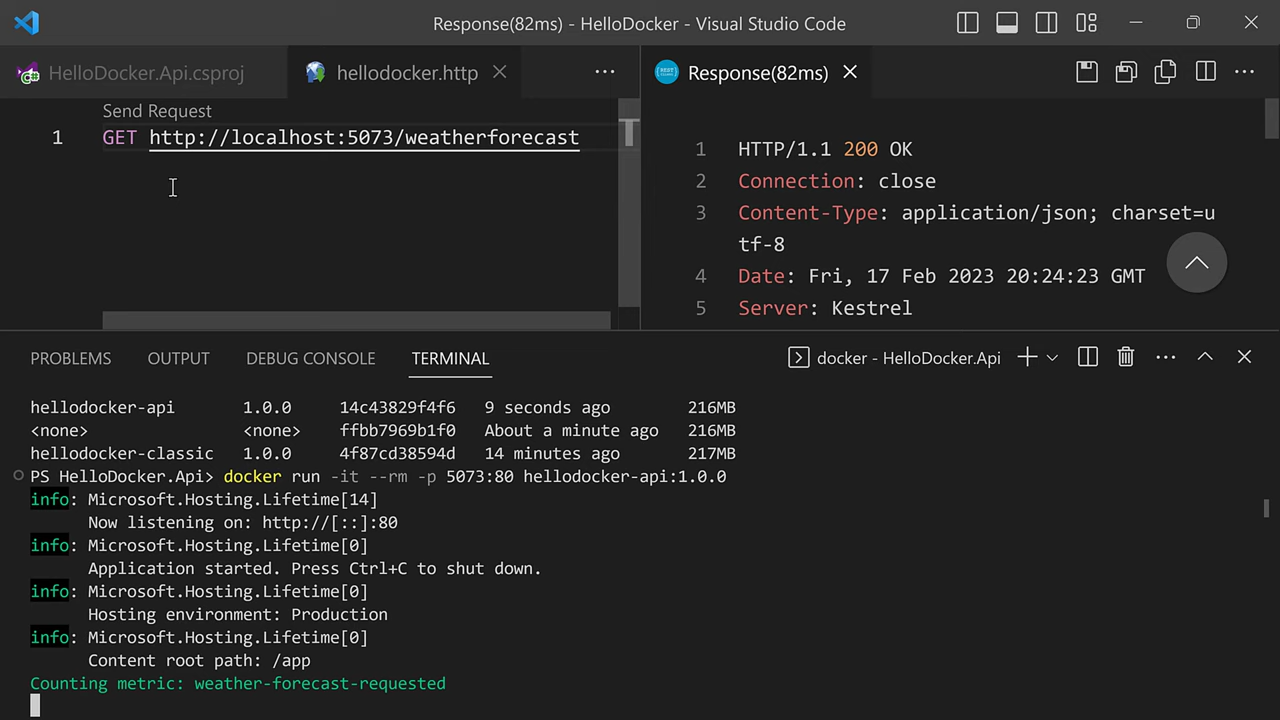 Response(82ms) - HelloDocker - Visual Studio Code
HelloDocker.Api.csproj
hellodocker.http
Response(82ms)
Send Request
1 GET http://localhost:5073/weatherforecast
1 HTTP/1.1 200 OK
2 Connection: close
3 Content-Type: application/json; charset=u
tf-8
4 Date: Fri, 17 Feb 2023 20:24:23 GMT
5 Server: Kestrel
PROBLEMS OUTPUT DEBUG CONSOLE TERMINAL
docker - HelloDocker.Api
hellodocker-api 1.0.0 14c43829f4f6 9 seconds ago 216MB
<none> <none> ffbb7969b1f0 About a minute ago 216MB
hellodocker-classic 1.0.0 4f87cd38594d 14 minutes ago 217MB
PS HelloDocker.Api> docker run -it --rm -p 5073:80 hellodocker-api:1.0.0
info: Microsoft.Hosting.Lifetime[14]
Now listening on: http://[::]:80
info: Microsoft.Hosting.Lifetime[0]
Application started. Press Ctrl+C to shut down.
info: Microsoft.Hosting.Lifetime[0]
Hosting environment: Production
info: Microsoft.Hosting.Lifetime[0]
Content root path: /app
Counting metric: weather-forecast-requested